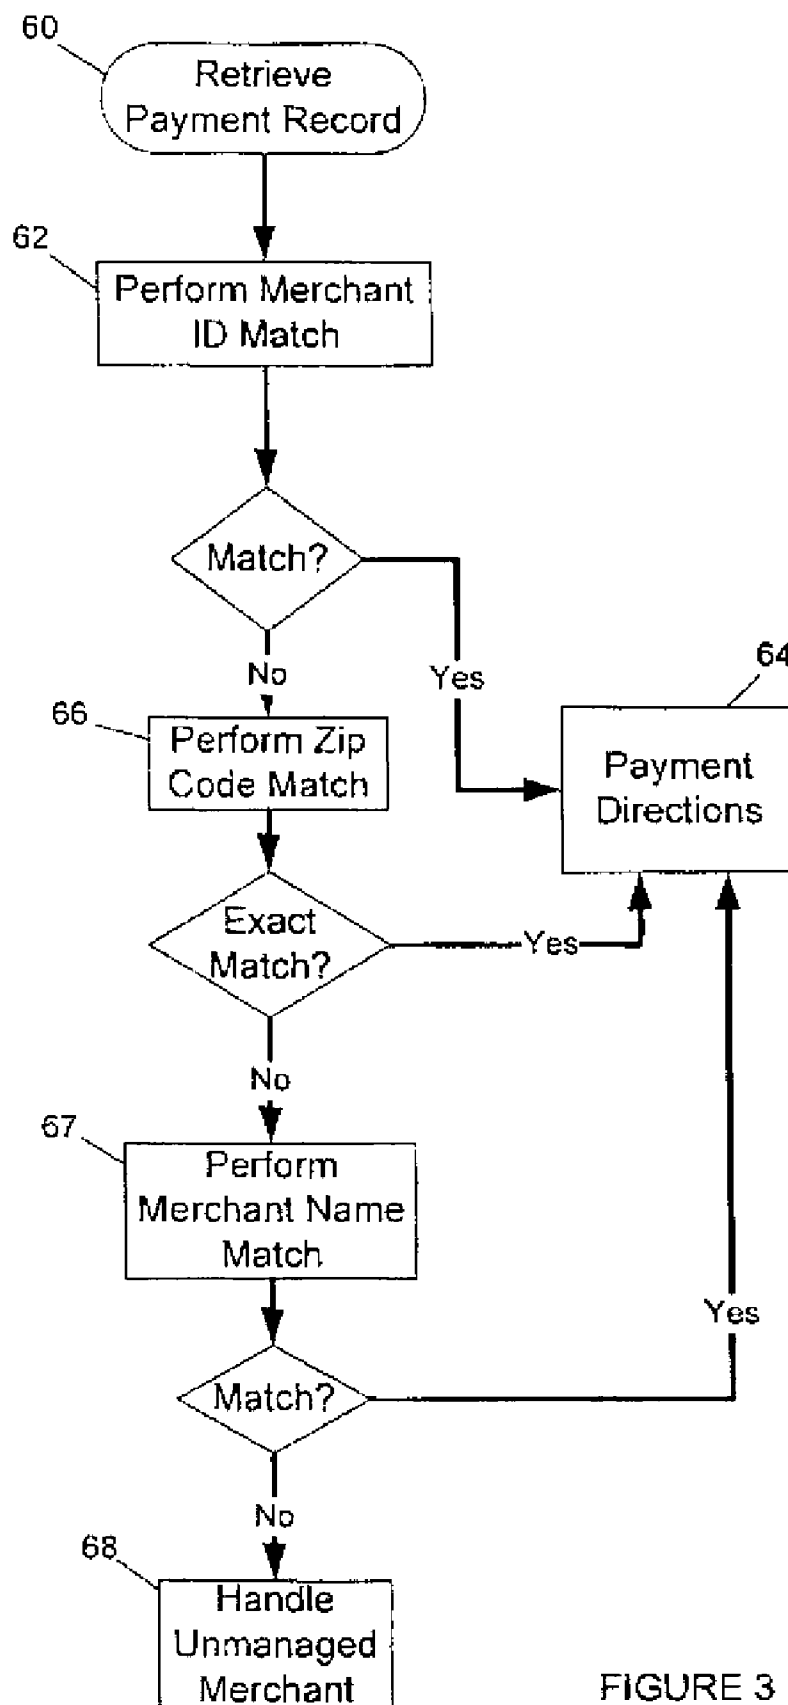 60
Retrieve
Payment Record
62
Perform Merchant
ID Match
Match?
No
Yes
64
66
Perform Zip
Code Match
Payment
Directions
Exact
Match?
Yes
No
67
Perform
Merchant Name
Match
Yes
Match?
No
68
Handle
Unmanaged
Merchant
FIGURE 3